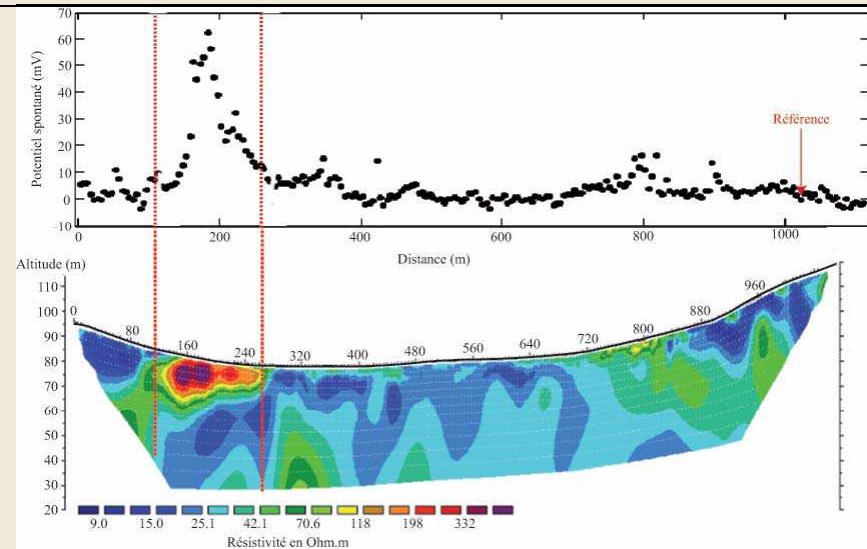 70
60
50
40
30
20
10
0
-10
Potentiel spontané (mV)
Référence
0 200 400 600 800 1000
Distance (m)
Altitude (m)
110
100
90
80
70
60
50
40
30
20
0 80 160 240 320 400 480 560 640 720 800 880 960
9.0 15.0 25.1 42.1 70.6 118 198 332
Résistivité en Ohm.m